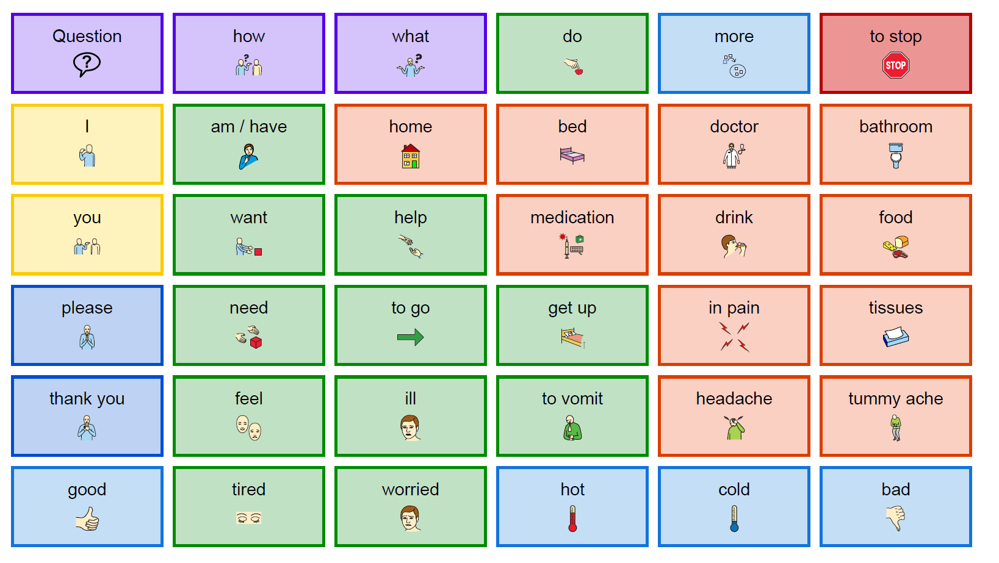 Question
how
what
do
more
to stop
?
?
?
STOP
I
am / have
home
bed
doctor
bathroom
you
want
help
medication
drink
food
please
need
to go
get up
in pain
tissues
thank you
feel
ill
to vomit
headache
tummy ache
good
tired
worried
hot
cold
bad